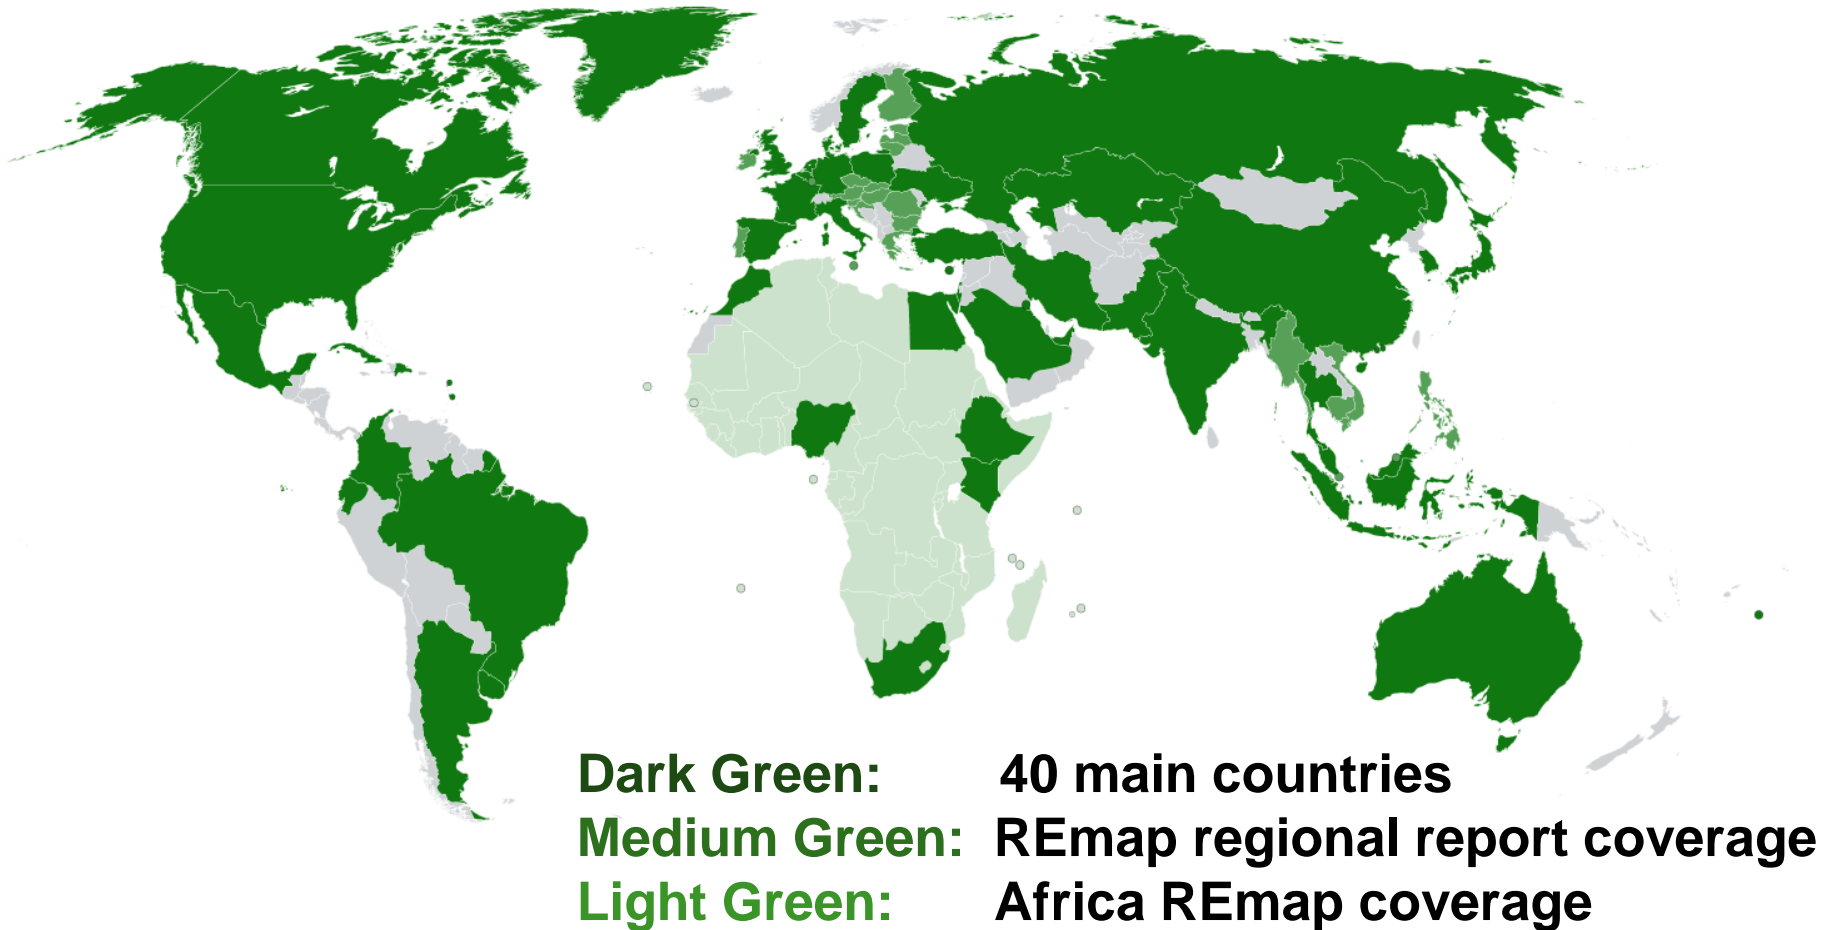 Dark Green: 40 main countries
Medium Green: REmap regional report coverage
Light Green: Africa REmap coverage